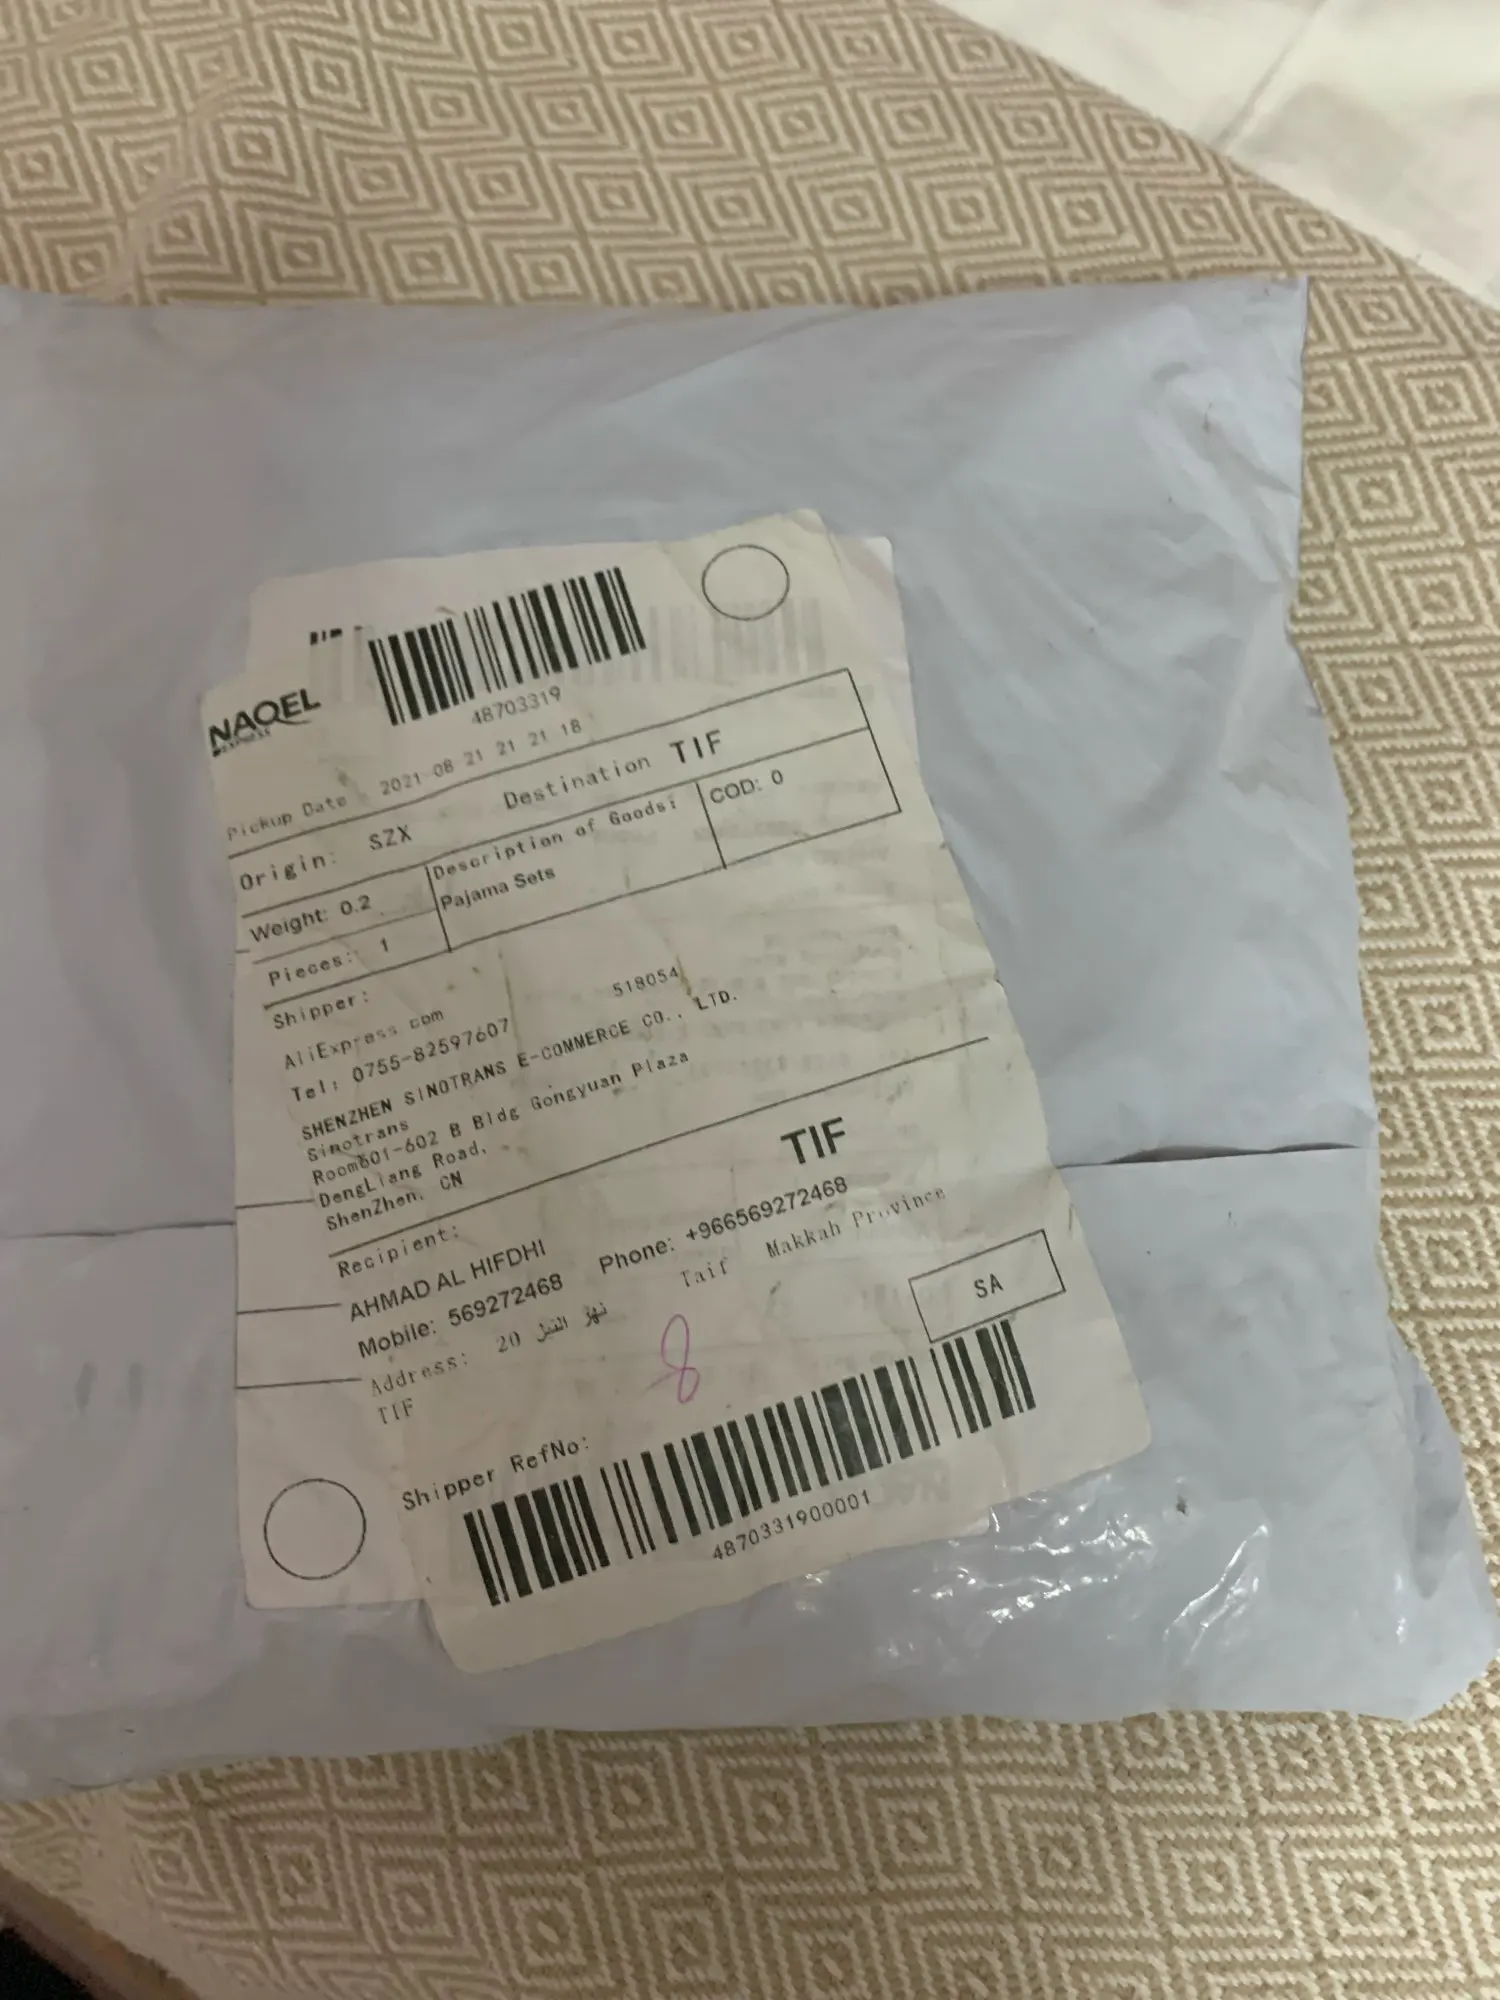 48703319
NAQEL
EXPRESS
Pickup Date : 2021-08-21 21 21 18
Origin: SZX Destination TIF
Weight: 0.2 Description of Goods: COD: 0
Pieces: 1 Pajama Sets
Shipper:
AliExpress.com 518054
Tel: 0755-82597607
SHENZHEN SINOTRANS E-COMMERCE CO., LTD.
Sinotrans
Room601-602 B Bldg Gongyuan Plaza
DengLiang Road,
ShenZhen, CN
TIF
Recipient:
AHMAD AL HIFDHI Phone: +966569272468
Mobile: 569272468 Taif Makkah Province
Address: 20
TIF
SA
8
Shipper RefNo:
4870331900001